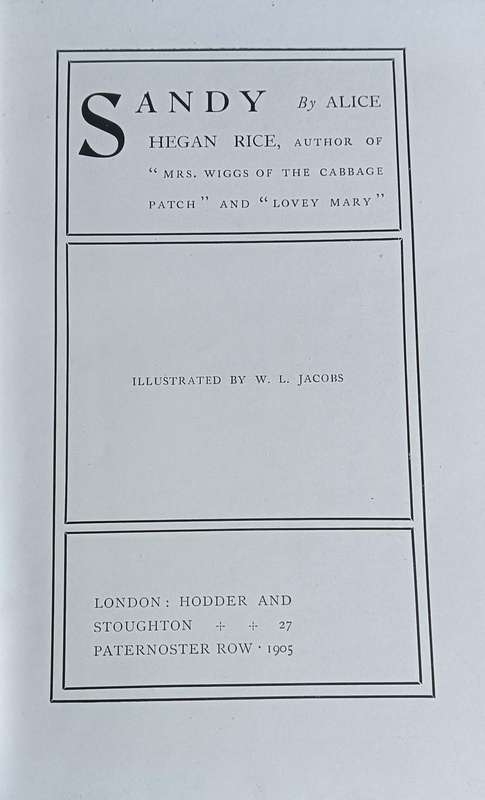 SANDY By ALICE
HEGAN RICE, AUTHOR OF
“MRS. WIGGS OF THE CABBAGE
PATCH” AND “LOVEY MARY”
ILLUSTRATED BY W. L. JACOBS
LONDON: HODDER AND
STOUGHTON ÷ ÷ 27
PATERNOSTER ROW · 1905